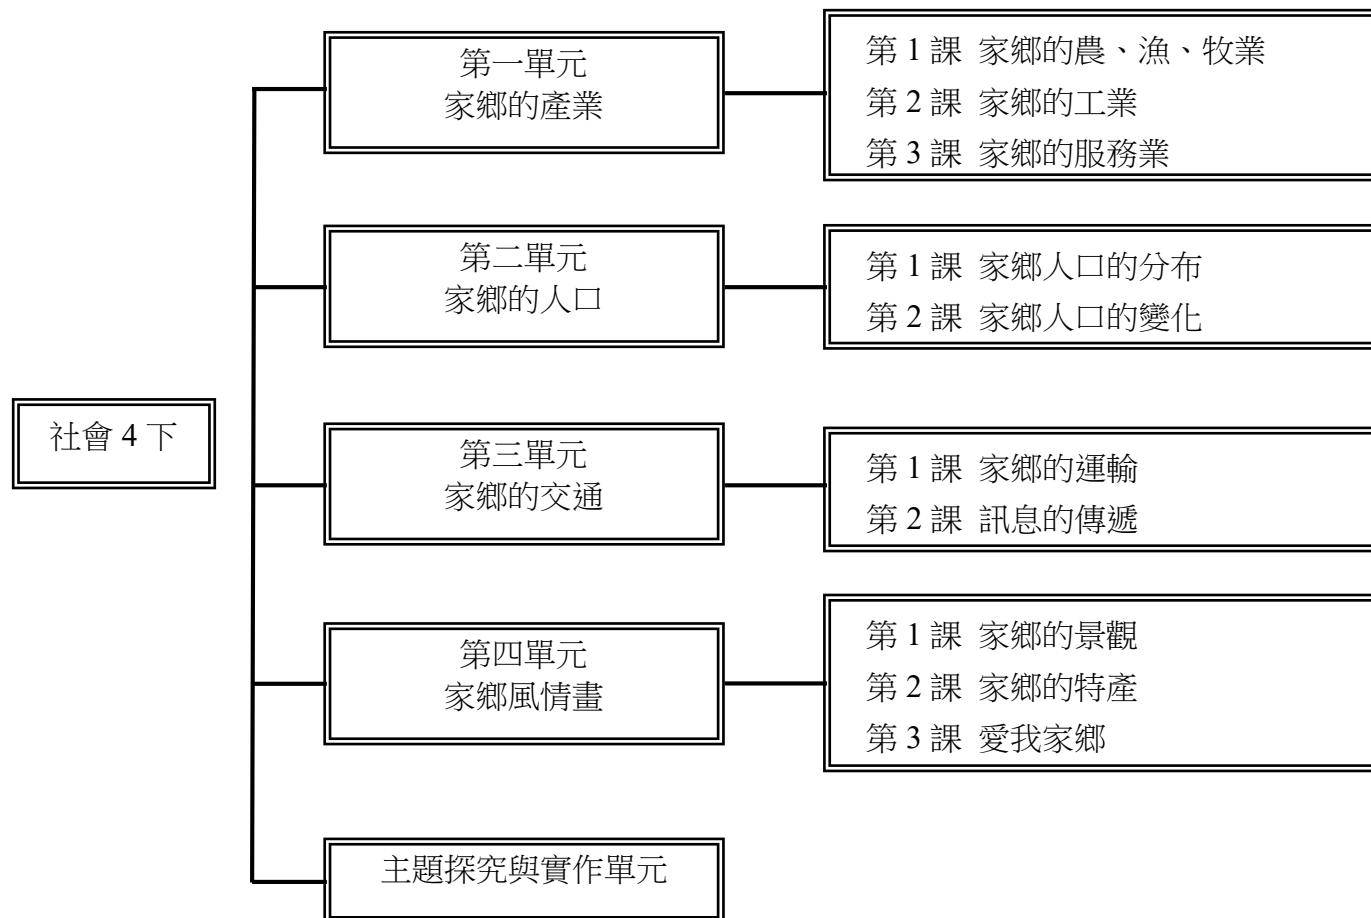 社會 4 下
第一單元
家鄉的產業
第 1 課 家鄉的農、漁、牧業
第 2 課 家鄉的工業
第 3 課 家鄉的服務業
第二單元
家鄉的人口
第 1 課 家鄉人口的分布
第 2 課 家鄉人口的變化
第三單元
家鄉的交通
第 1 課 家鄉的運輸
第 2 課 訊息的傳遞
第四單元
家鄉風情畫
第 1 課 家鄉的景觀
第 2 課 家鄉的特產
第 3 課 愛我家鄉
主題探究與實作單元